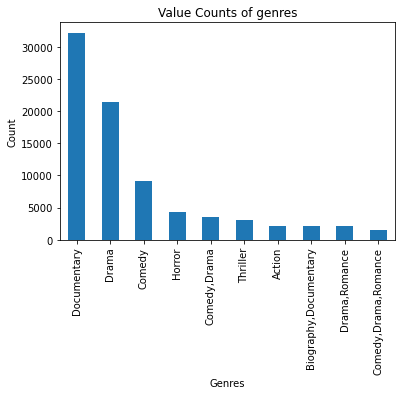 Value Counts of genres
Count
30000
25000
20000
15000
10000
5000
0
Documentary
Drama
Comedy
Horror
Comedy,Drama
Thriller
Action
Biography,Documentary
Drama,Romance
Comedy,Drama,Romance
Genres